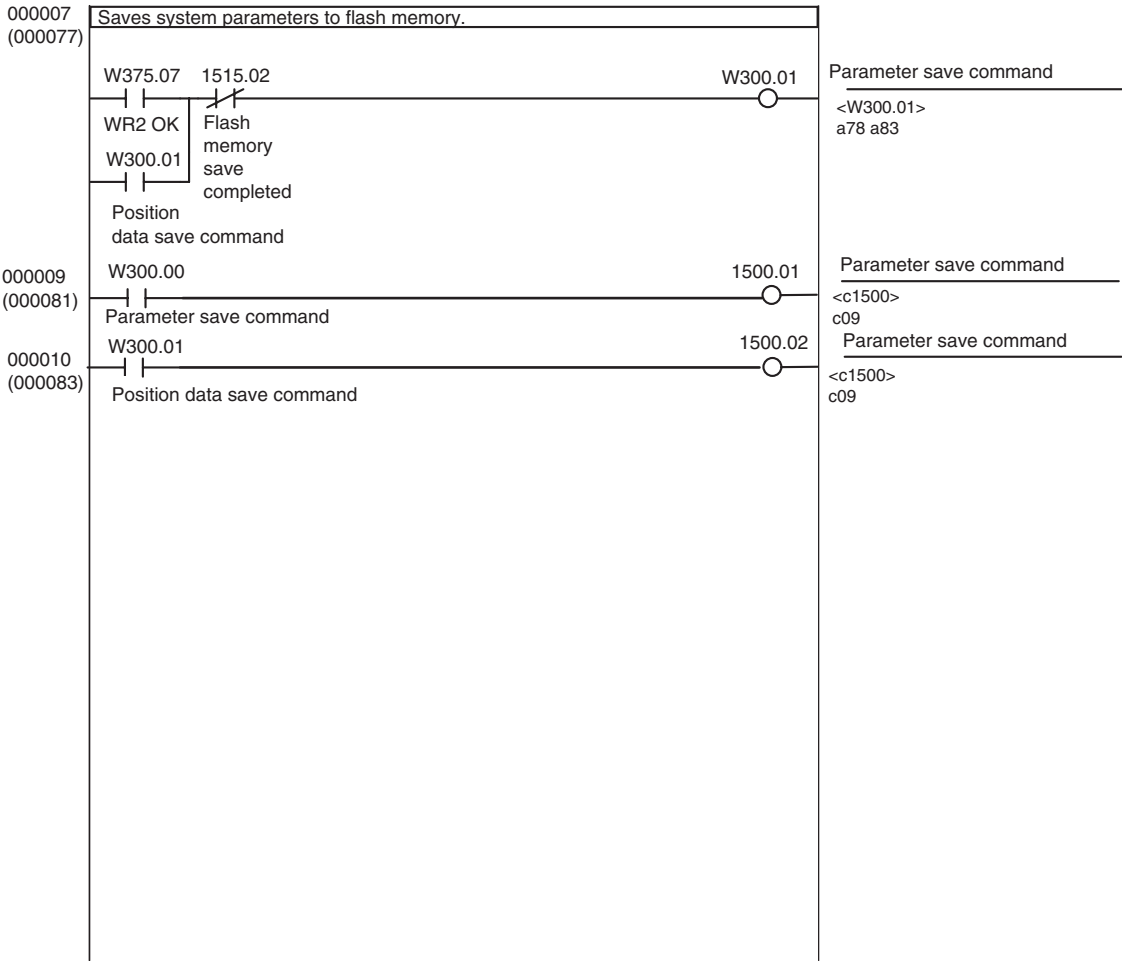 000007
(000077)
Saves system parameters to flash memory.
W375.07
1515.02
W300.01
Parameter save command
WR2 OK
Flash
memory
save
completed
<W300.01>
a78 a83
W300.01
Position
data save command
000009
(000081)
W300.00
1500.01
Parameter save command
Parameter save command
<c1500>
c09
000010
(000083)
W300.01
1500.02
Parameter save command
Position data save command
<c1500>
c09